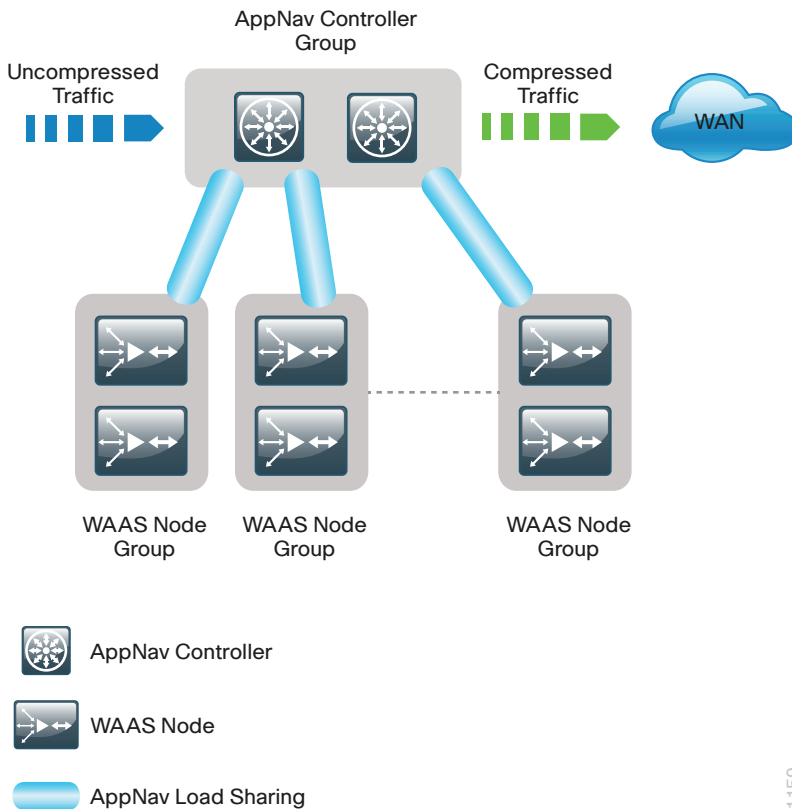 AppNav Controller
Group
Uncompressed
Traffic
Compressed
Traffic
WAN
WAAS Node
Group
WAAS Node
Group
WAAS Node
Group
AppNav Controller
WAAS Node
AppNav Load Sharing